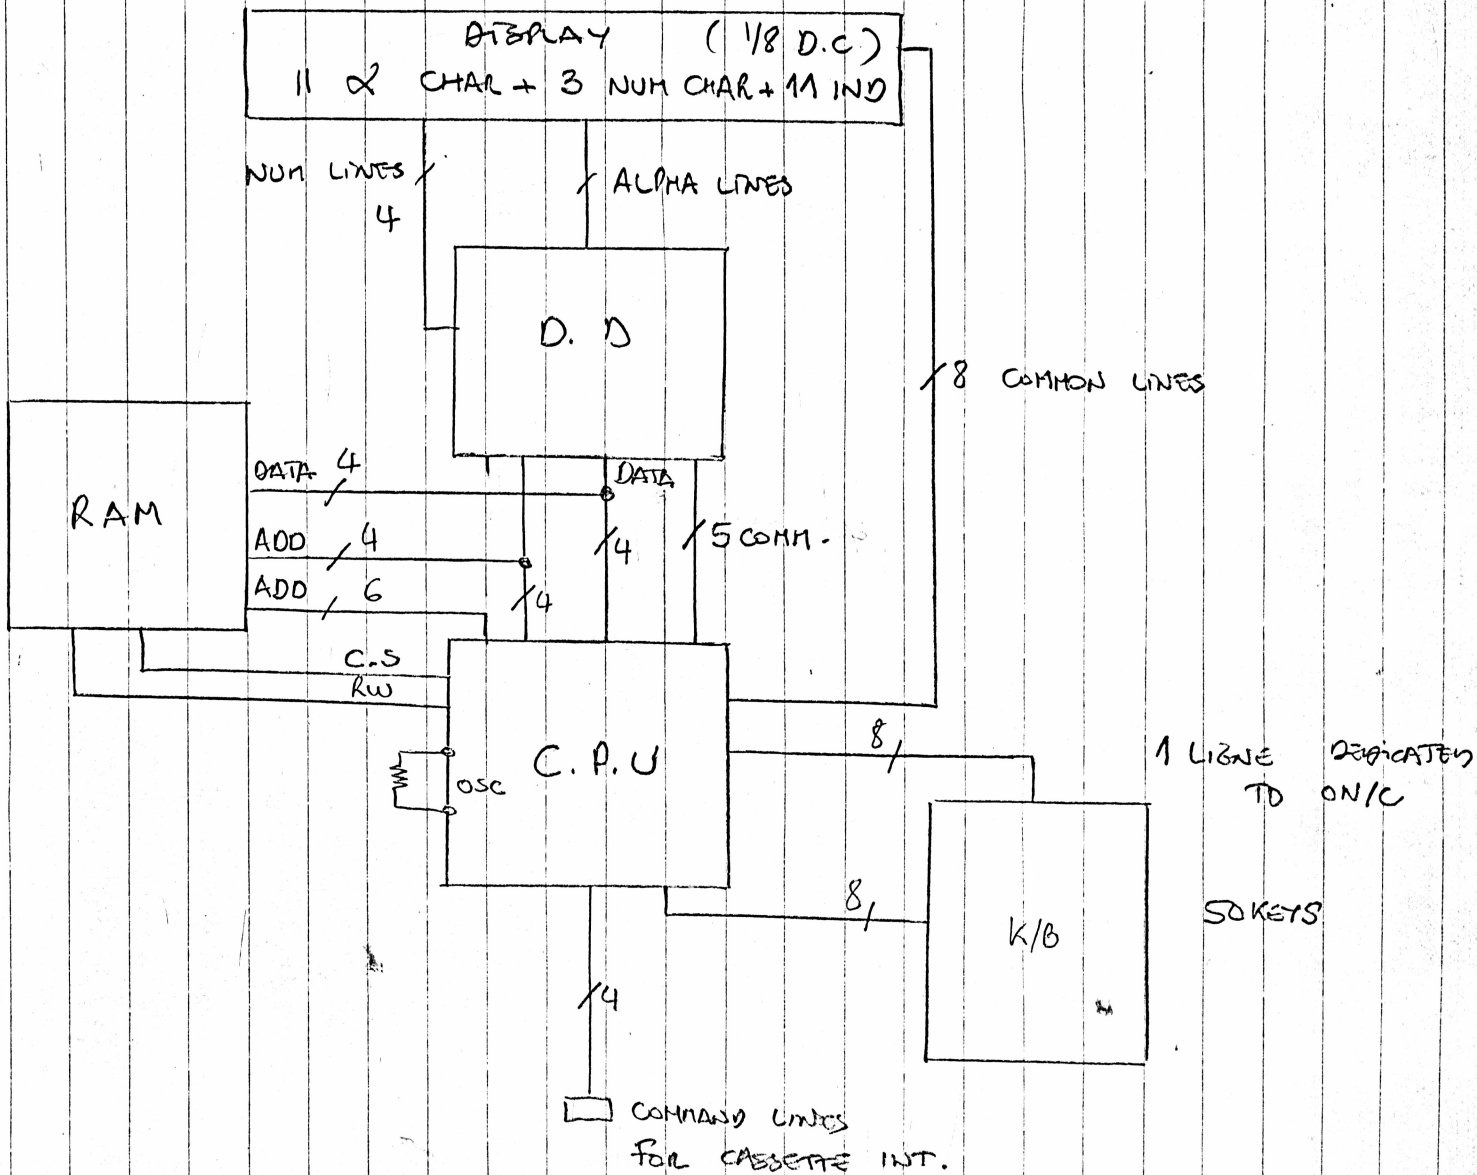 DISPLAY ( 1/8 D.C )
11 α CHAR + 3 NUM CHAR + 11 IND
NUM LINES
4
ALPHA LINES
D. D
8 COMMON LINES
RAM
DATA 4
DATA
ADD 4
4
5 COMM.
ADD 6
4
C.S
RW
OSC
C.P.U
8
1 LIGNE DEDICATED
TO ON/C
8
K/B
50 KEYS
4
COMMAND LINES
FOR CASSETTE INT.